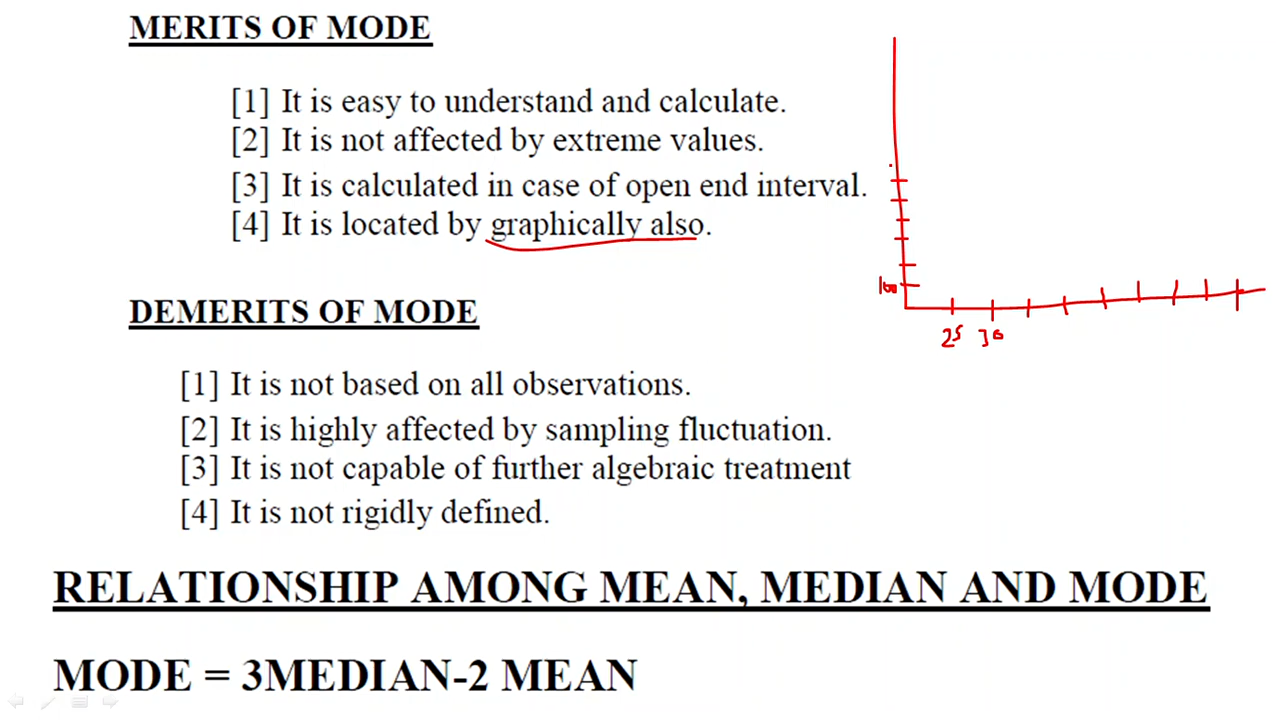 MERITS OF MODE
[1] It is easy to understand and calculate.
[2] It is not affected by extreme values.
[3] It is calculated in case of open end interval.
[4] It is located by graphically also.
100
25 30
DEMERITS OF MODE
[1] It is not based on all observations.
[2] It is highly affected by sampling fluctuation.
[3] It is not capable of further algebraic treatment
[4] It is not rigidly defined.
RELATIONSHIP AMONG MEAN, MEDIAN AND MODE
MODE = 3MEDIAN-2 MEAN